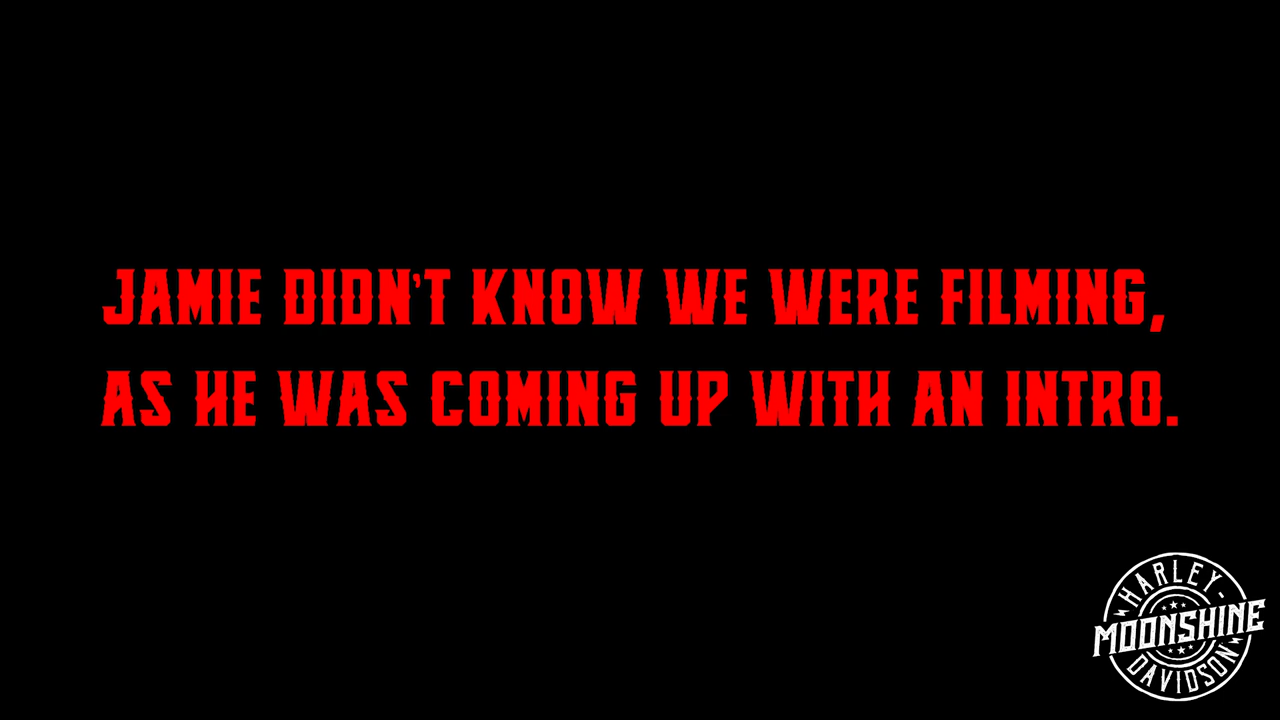 JAMIE DIDN'T KNOW WE WERE FILMING,
AS HE WAS COMING UP WITH AN INTRO.
HARLEY-
MOONSHINE
DAVIDSON